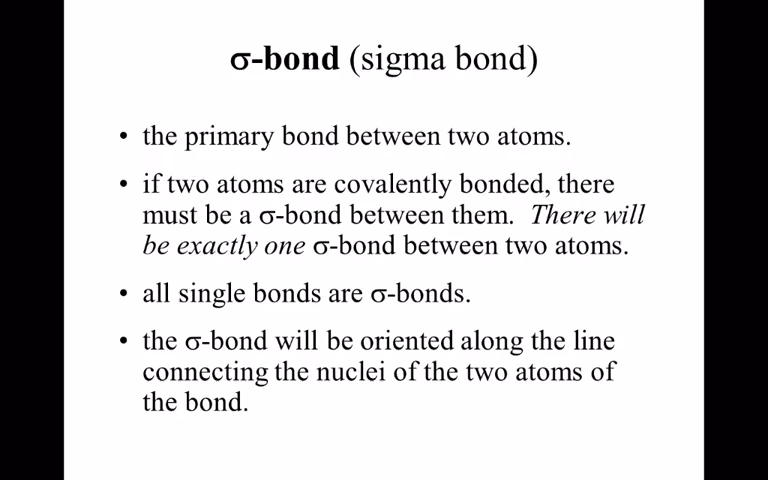 σ-bond (sigma bond)
• the primary bond between two atoms.
• if two atoms are covalently bonded, there
must be a σ-bond between them. There will
be exactly one σ-bond between two atoms.
• all single bonds are σ-bonds.
• the σ-bond will be oriented along the line
connecting the nuclei of the two atoms of
the bond.